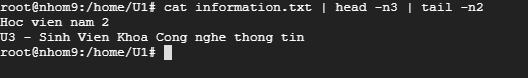 root@nhom9:/home/U1# cat information.txt | head -n3 | tail -n2
Hoc vien nam 2
U3 - Sinh Vien Khoa Cong nghe thong tin
root@nhom9:/home/U1#